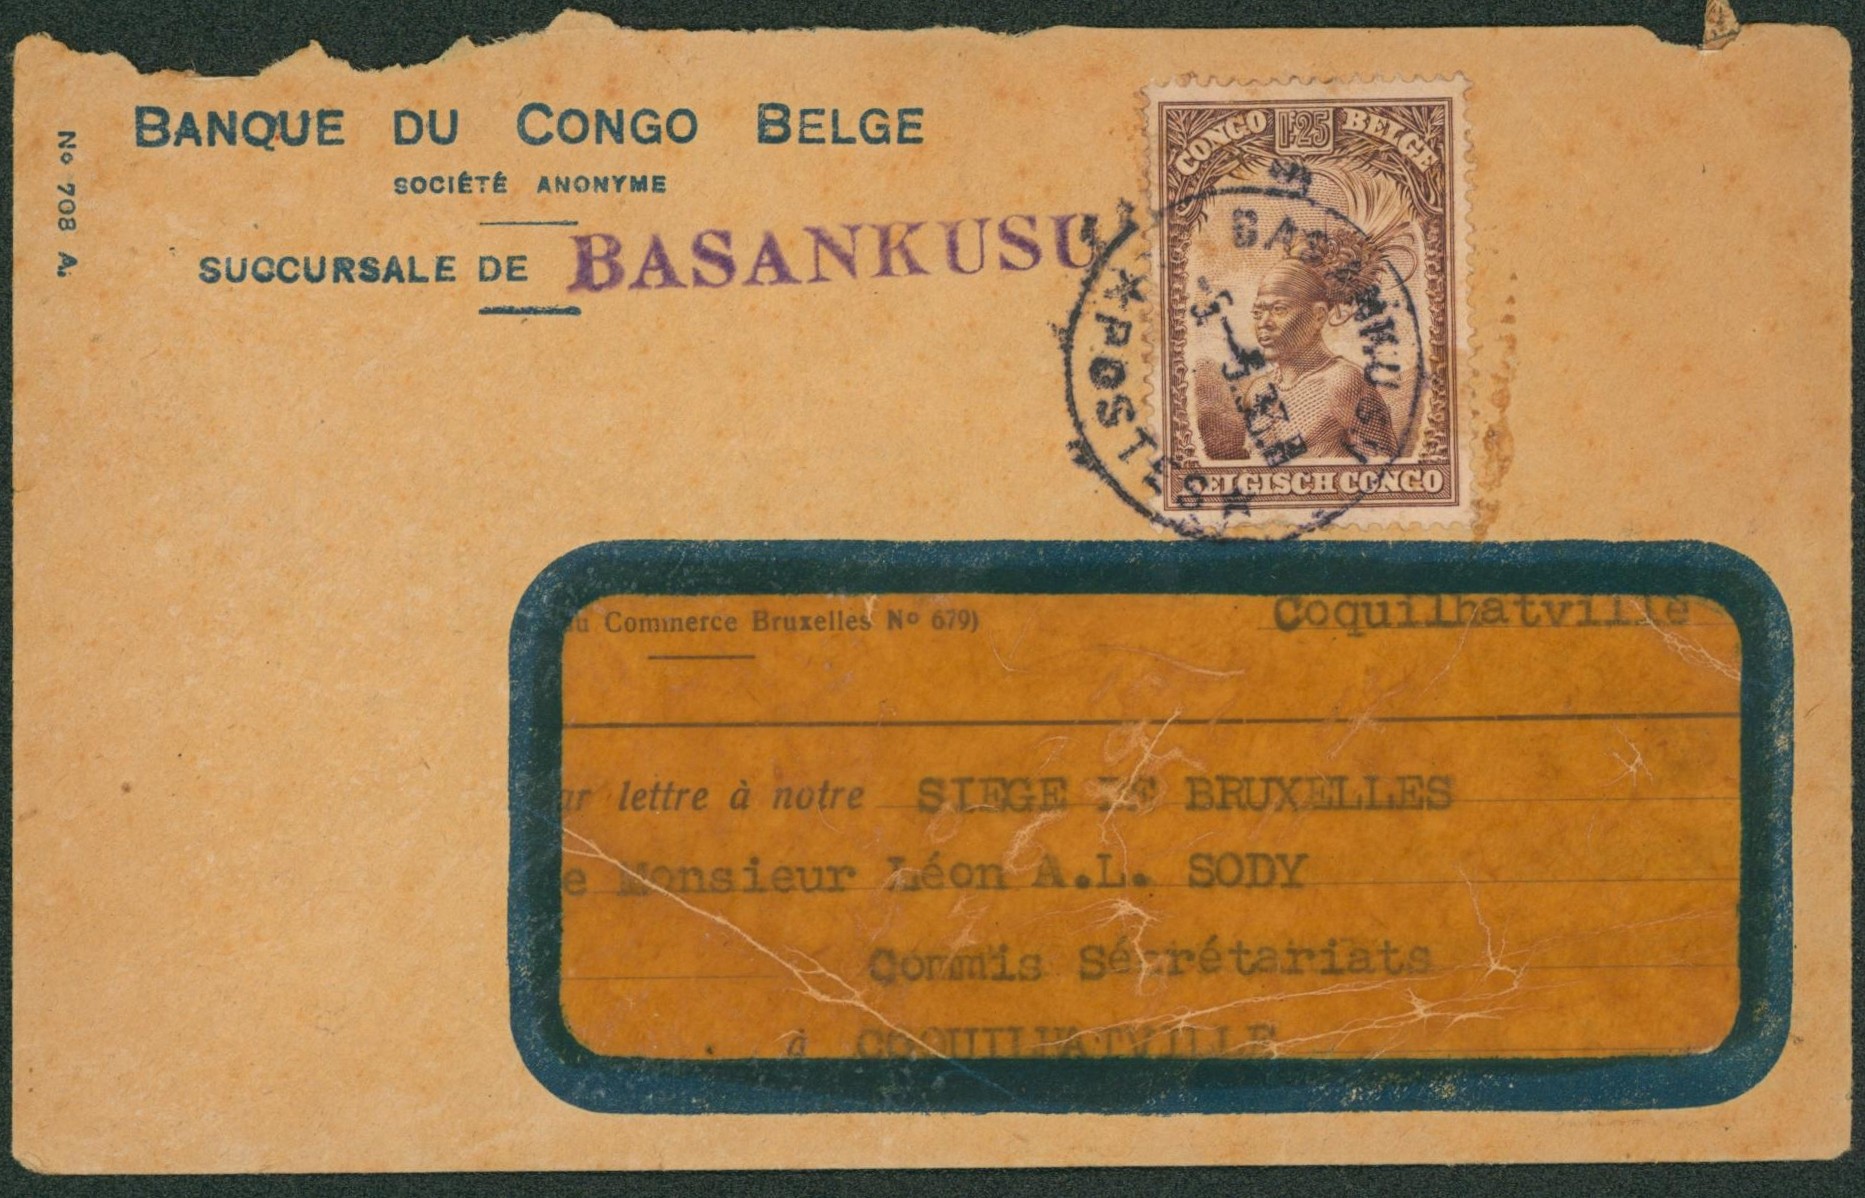 BANQUE DU CONGO BELGE
SOCIÉTÉ ANONYME
SUCCURSALE DE BASANKUSU
No 708 A.
CONGO 1F25 BELGE
BELGISCH CONGO
BASANKUSU
POSTES
Commerce Bruxelles No 679)
Coquilhatville
lettre à notre SIEGE DE BRUXELLES
Monsieur Léon A.L. SODY
Commis Sécrétariats
à COQUILHATVILLE